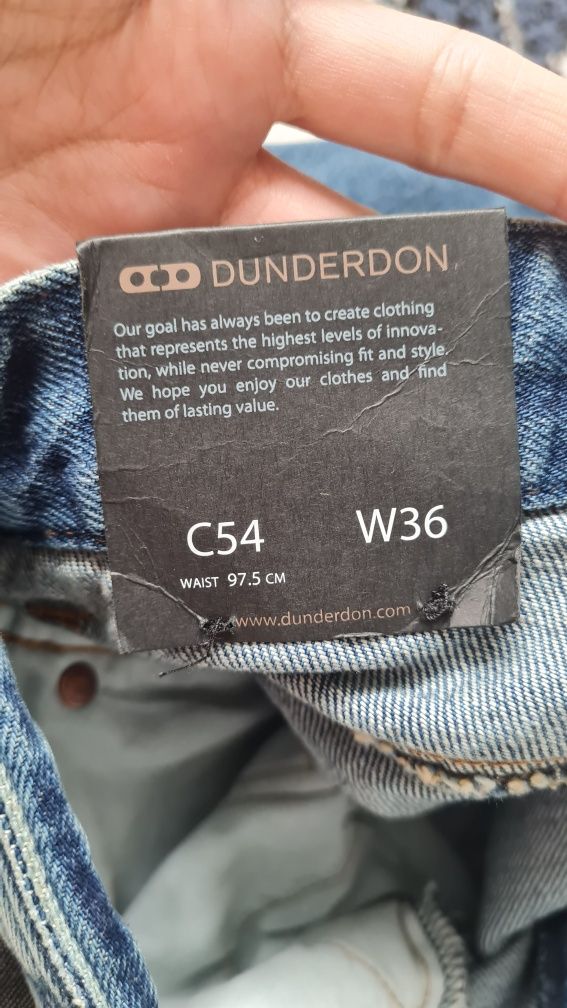 DUNDERDON
Our goal has always been to create clothing
that represents the highest levels of innova-
tion, while never compromising fit and style.
We hope you enjoy our clothes and find
them of lasting value.
C54 W36
WAIST 97.5 CM
www.dunderdon.com